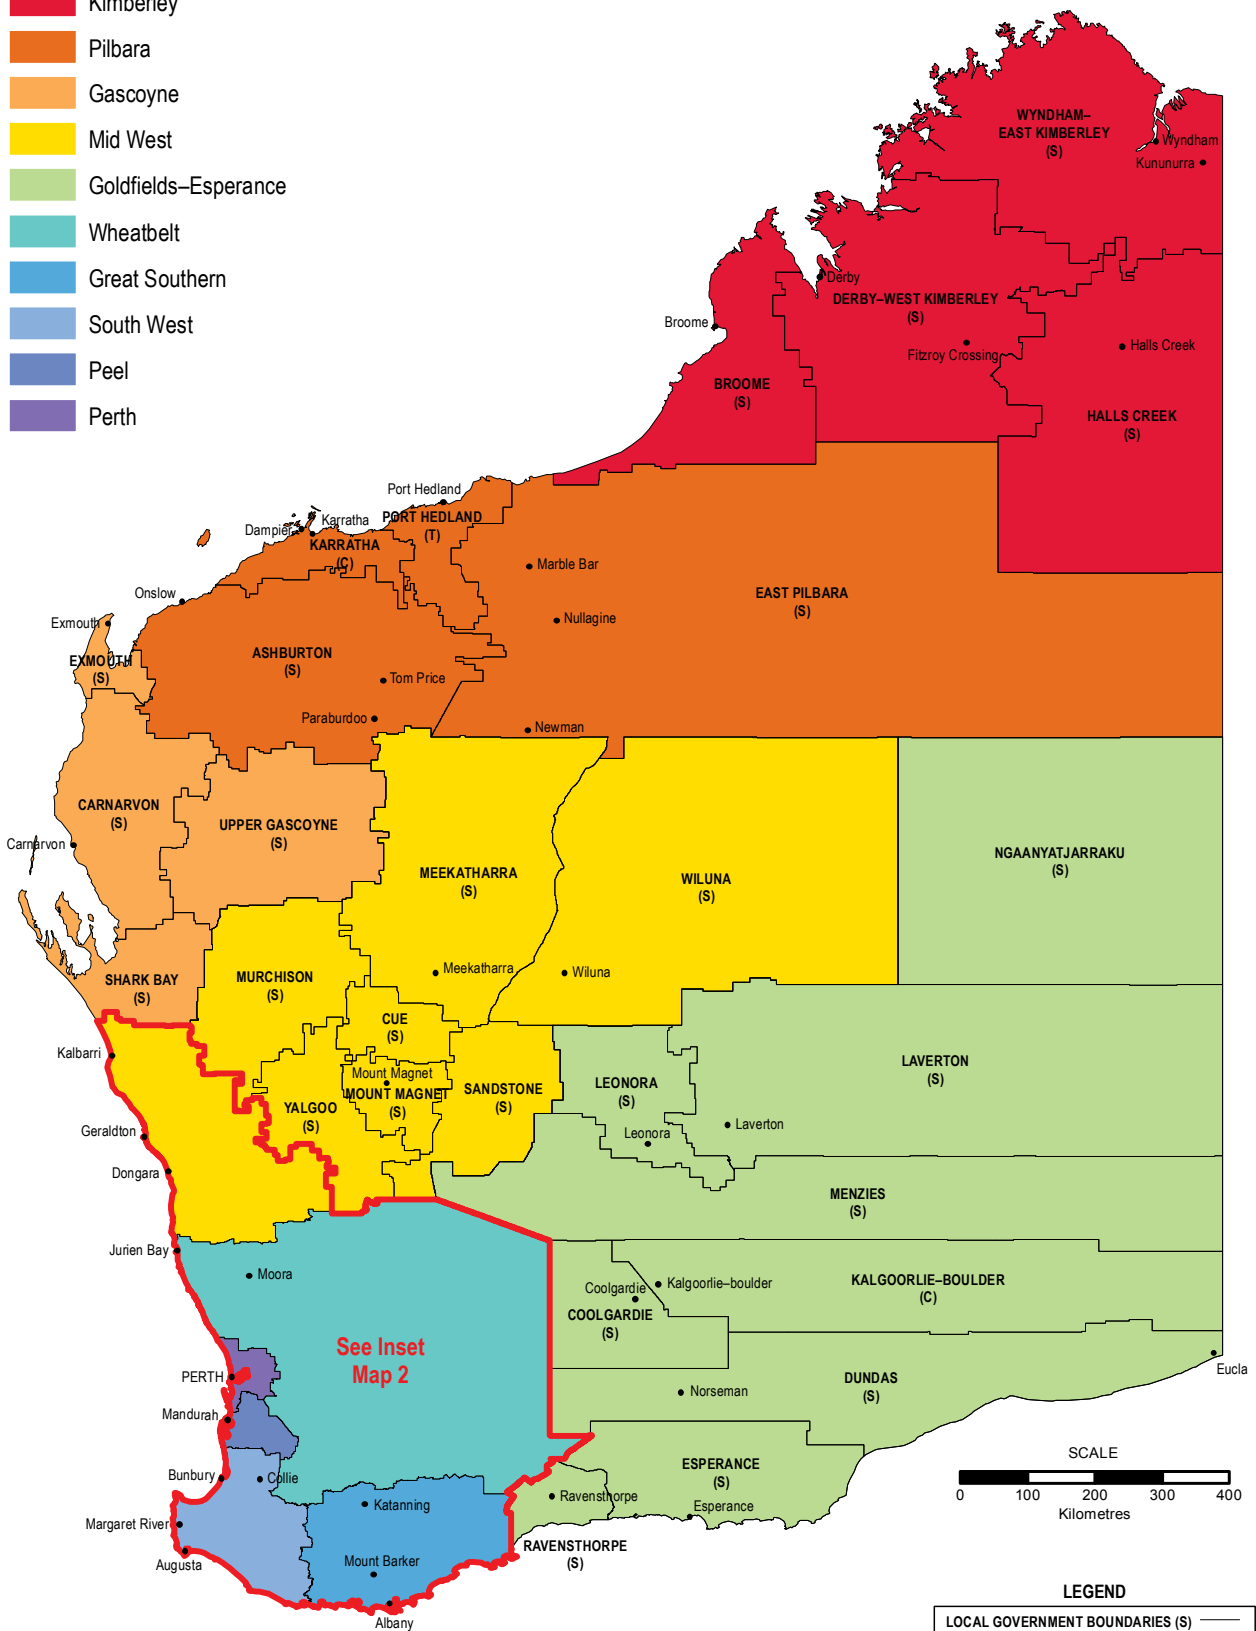 Kimberley
Pilbara
Gascoyne
Mid West
Goldfields–Esperance
Wheatbelt
Great Southern
South West
Peel
Perth
WYNDHAM–
EAST KIMBERLEY
(S)
Wyndham
Kununurra
Derby
DERBY–WEST KIMBERLEY
(S)
Broome
Fitzroy Crossing
Halls Creek
BROOME
(S)
HALLS CREEK
(S)
Port Hedland
PORT HEDLAND
(T)
Dampier
Karratha
KARRATHA
(C)
Marble Bar
EAST PILBARA
(S)
Onslow
Nullagine
Exmouth
EXMOUTH
(S)
ASHBURTON
(S)
Tom Price
Paraburdoo
Newman
CARNARVON
(S)
UPPER GASCOYNE
(S)
Carnarvon
MEEKATHARRA
(S)
WILUNA
(S)
NGAANYATJARRAKU
(S)
SHARK BAY
(S)
MURCHISON
(S)
Meekatharra
Wiluna
CUE
(S)
Kalbarri
Mount Magnet
MOUNT MAGNET
(S)
SANDSTONE
(S)
LEONORA
(S)
LAVERTON
(S)
YALGOO
(S)
Geraldton
Leonora
Laverton
Dongara
MENZIES
(S)
Jurien Bay
Moora
Coolgardie
Kalgoorlie–boulder
KALGOORLIE–BOULDER
(C)
COOLGARDIE
(S)
See Inset
Map 2
PERTH
Norseman
DUNDAS
(S)
Eucla
Mandurah
Bunbury
Collie
ESPERANCE
(S)
SCALE
0 100 200 300 400
Kilometres
Katanning
Ravensthorpe
Esperance
Margaret River
Augusta
Mount Barker
RAVENSTHORPE
(S)
Albany
LEGEND
LOCAL GOVERNMENT BOUNDARIES (S)